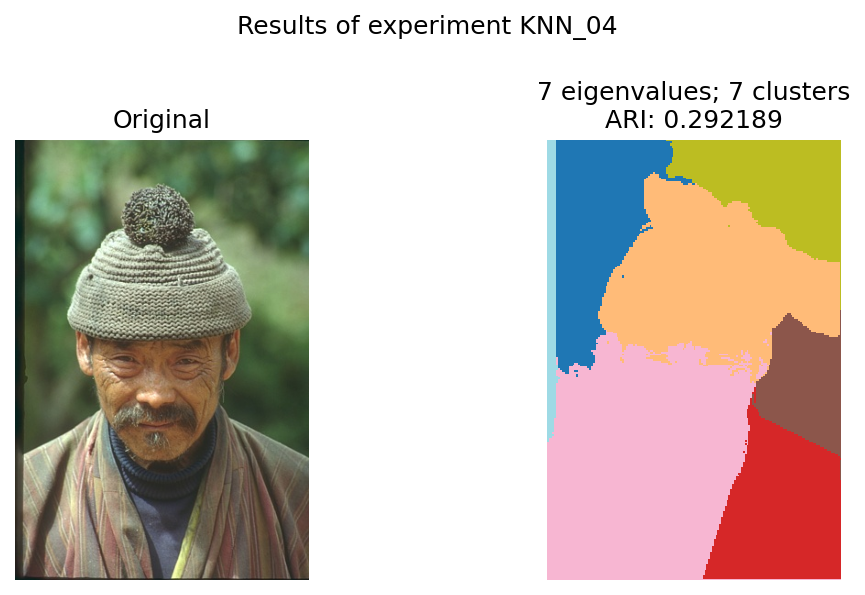 Results of experiment KNN_04
Original
7 eigenvalues; 7 clusters
ARI: 0.292189